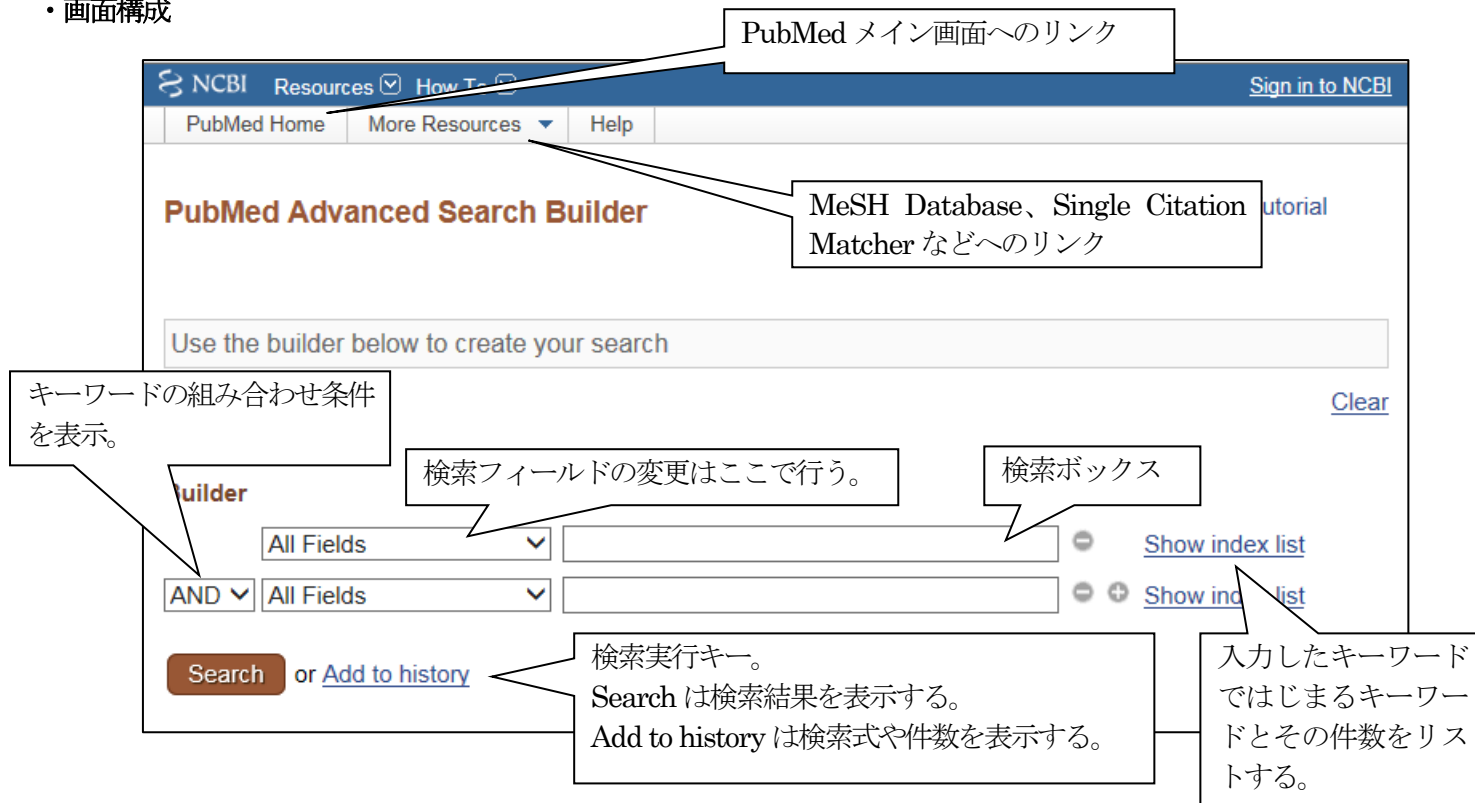 ・画面構成
PubMed メイン画面へのリンク
NCBI Resources How To Sign in to NCBI
PubMed Home More Resources Help
PubMed Advanced Search Builder
MeSH Database、Single Citation
Matcher などへのリンク
utorial
Use the builder below to create your search
キーワードの組み合わせ条件
を表示。
Clear
検索フィールドの変更はここで行う。
検索ボックス
uilder
All Fields Show index list
AND All Fields Show index list
Search or Add to history
検索実行キー。
Search は検索結果を表示する。
Add to history は検索式や件数を表示する。
入力したキーワード
ではじまるキーワー
ドとその件数をリス
トする。